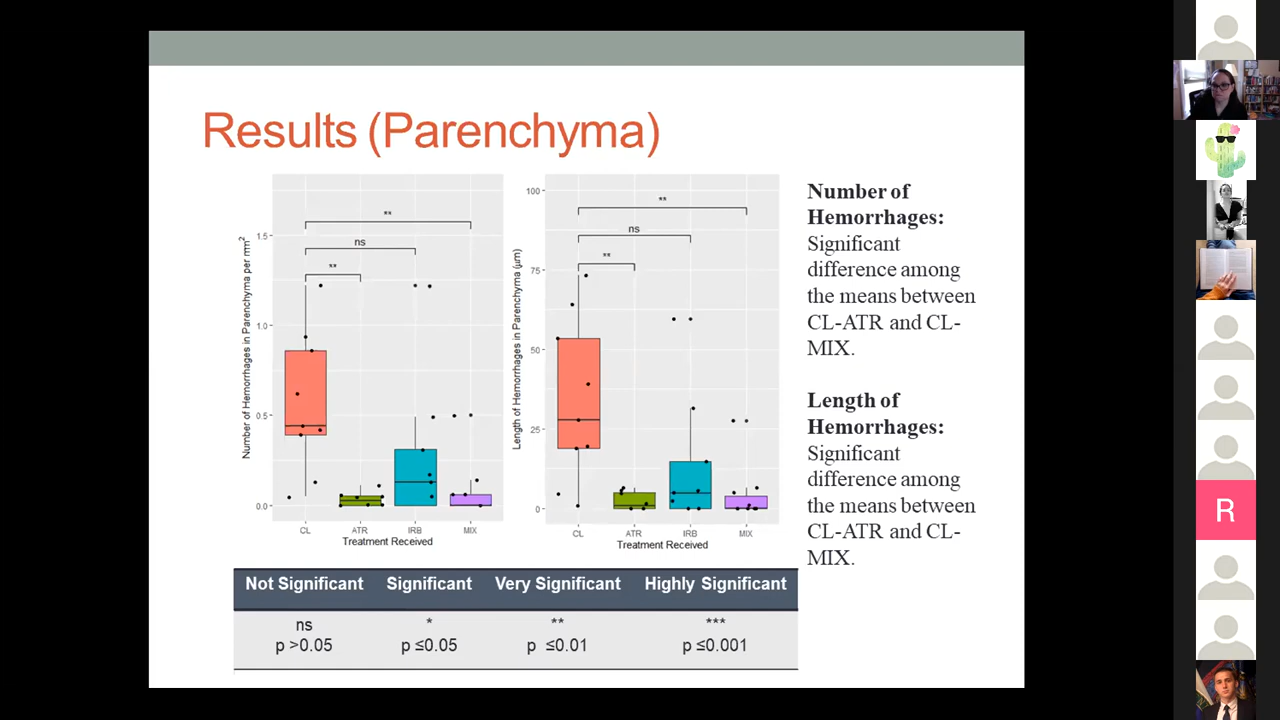 Results (Parenchyma)
Number of Hemorrhages in Parenchyma per mm²
1.5
1.0
0.5
0.0
**
ns
**
CL ATR IRB MIX
Treatment Received
Length of Hemorrhages in Parenchyma (µm)
100
75
50
25
0
**
ns
**
CL ATR IRB MIX
Treatment Received
Number of
Hemorrhages:
Significant
difference among
the means between
CL-ATR and CL-
MIX.
Length of
Hemorrhages:
Significant
difference among
the means between
CL-ATR and CL-
MIX.
Not Significant Significant Very Significant Highly Significant
ns * ** ***
p >0.05 p ≤0.05 p ≤0.01 p ≤0.001
R